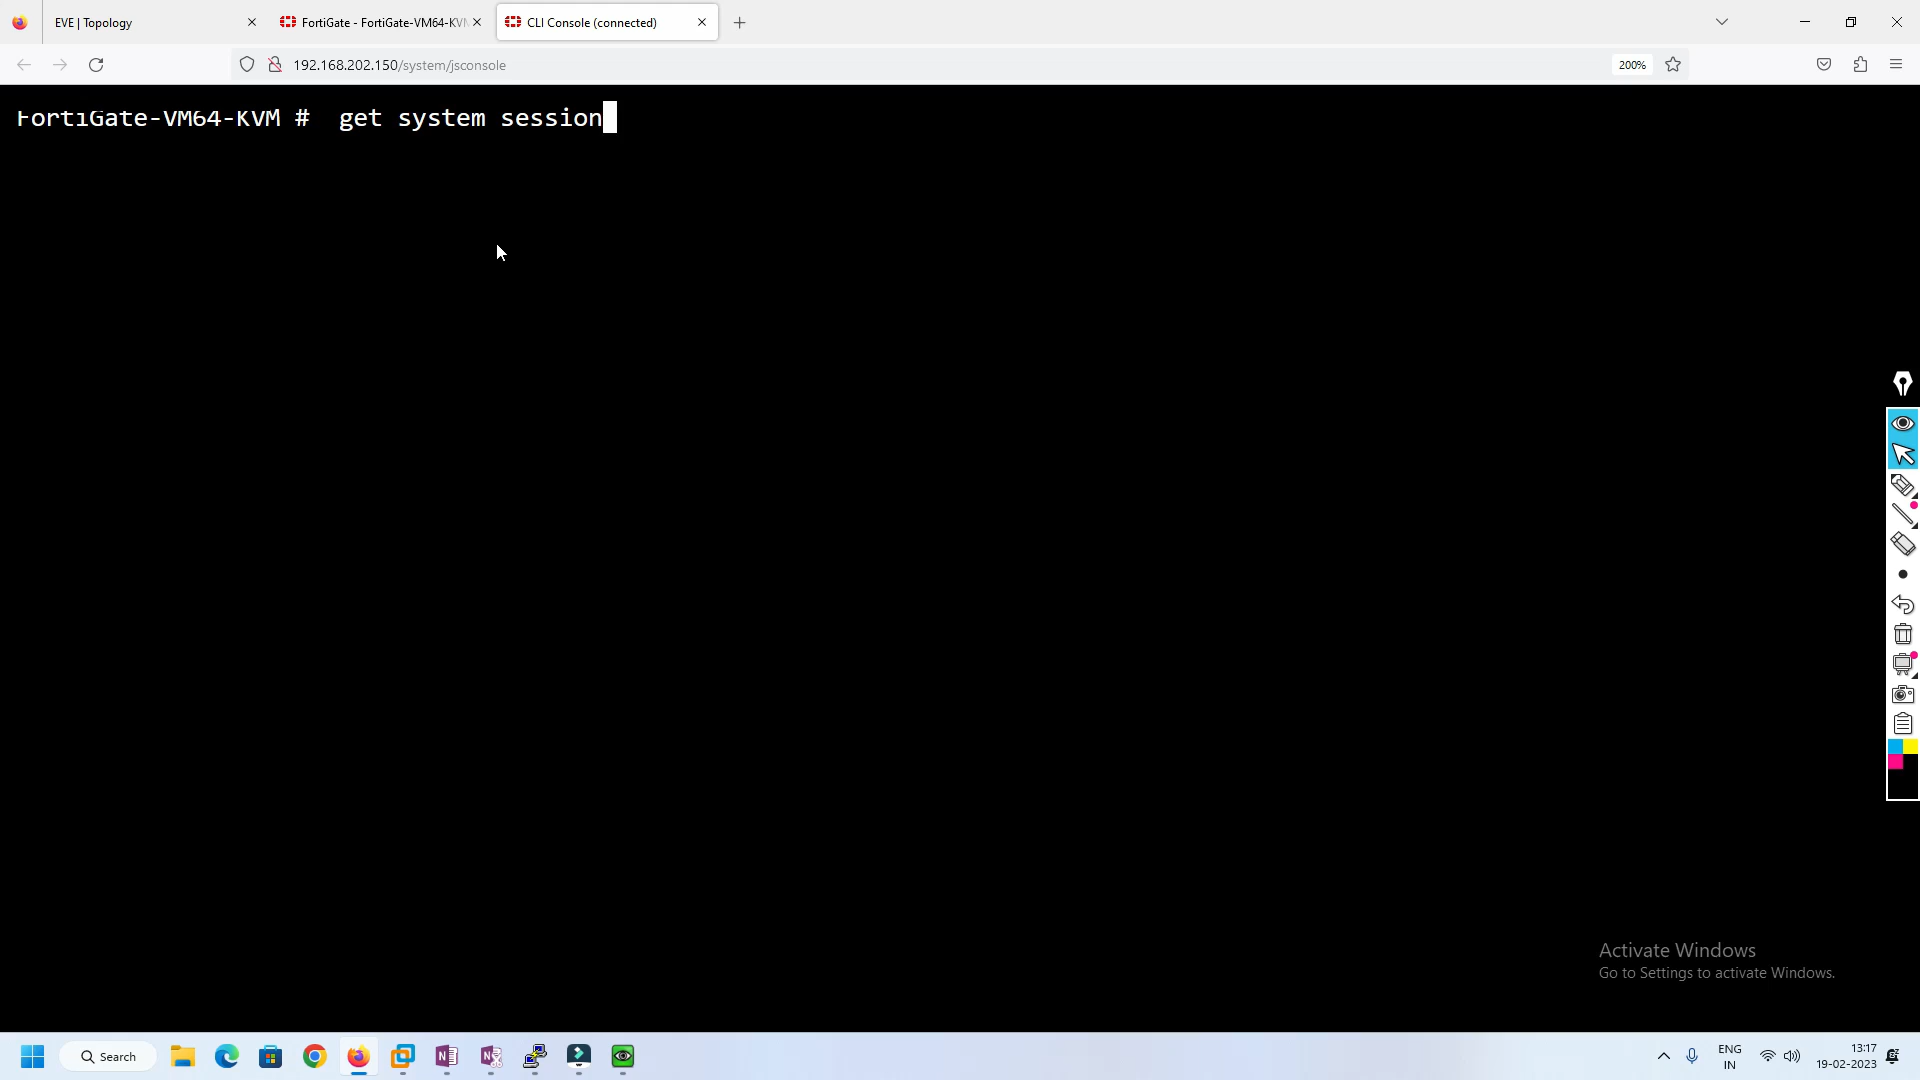 EVE | Topology
FortiGate - FortiGate-VM64-KVM
CLI Console (connected)
192.168.202.150/system/jsconsole
200%
FortiGate-VM64-KVM #  get system session
Activate Windows
Go to Settings to activate Windows.
Search
ENG
IN
13:17
19-02-2023